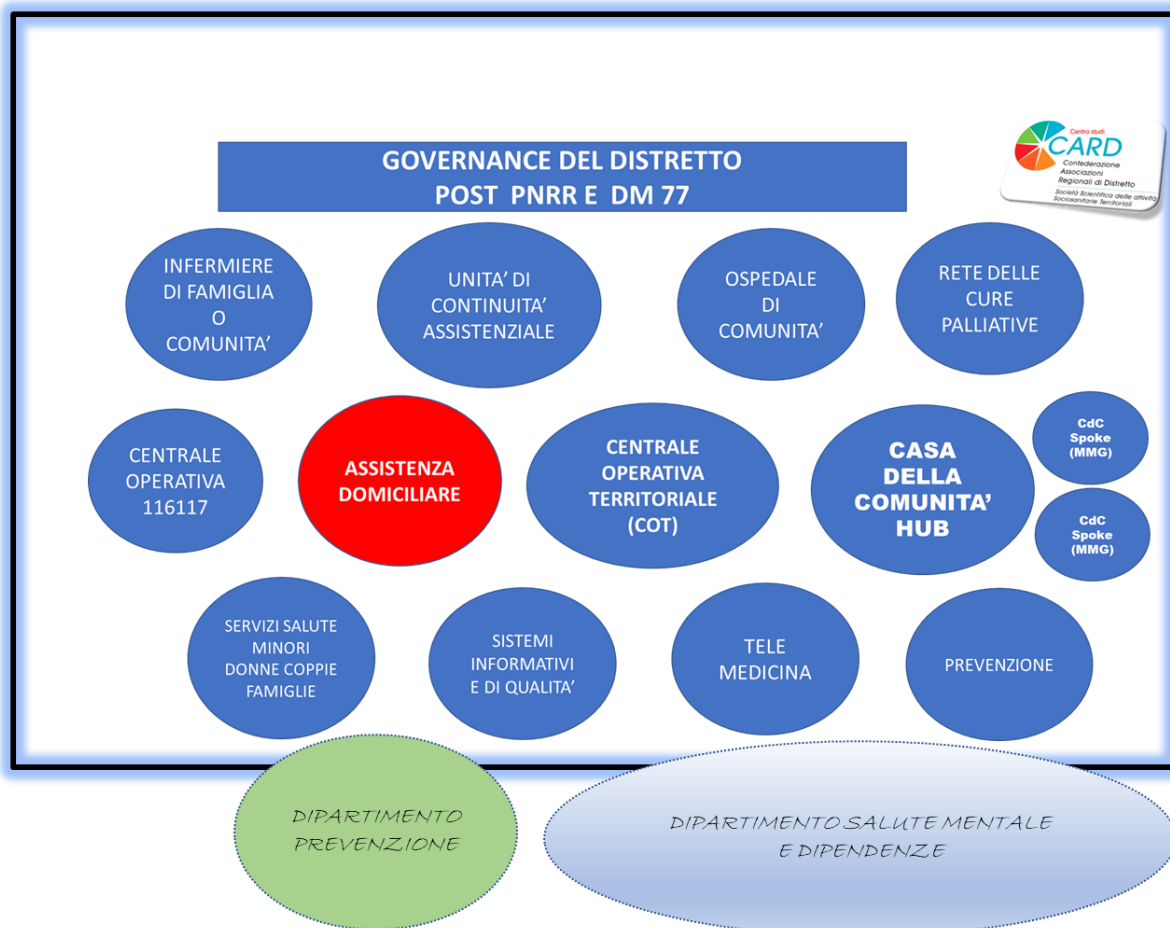 GOVERNANCE DEL DISTRETTO
POST PNRR E DM 77
Centro studi
CARD
Confederazione
Associazioni
Regionali di Distretto
Società Scientifica delle attività
Sociosanitarie Territoriali
INFERMIERE
DI FAMIGLIA
O
COMUNITA'
UNITA' DI
CONTINUITA'
ASSISTENZIALE
OSPEDALE
DI
COMUNITA'
RETE DELLE
CURE
PALLIATIVE
CENTRALE
OPERATIVA
116117
ASSISTENZA
DOMICILIARE
CENTRALE
OPERATIVA
TERRITORIALE
(COT)
CASA
DELLA
COMUNITA'
HUB
CdC
Spoke
(MMG)
CdC
Spoke
(MMG)
SERVIZI SALUTE
MINORI
DONNE COPPIE
FAMIGLIE
SISTEMI
INFORMATIVI
E DI QUALITA'
TELE
MEDICINA
PREVENZIONE
DIPARTIMENTO
PREVENZIONE
DIPARTIMENTO SALUTE MENTALE
E DIPENDENZE